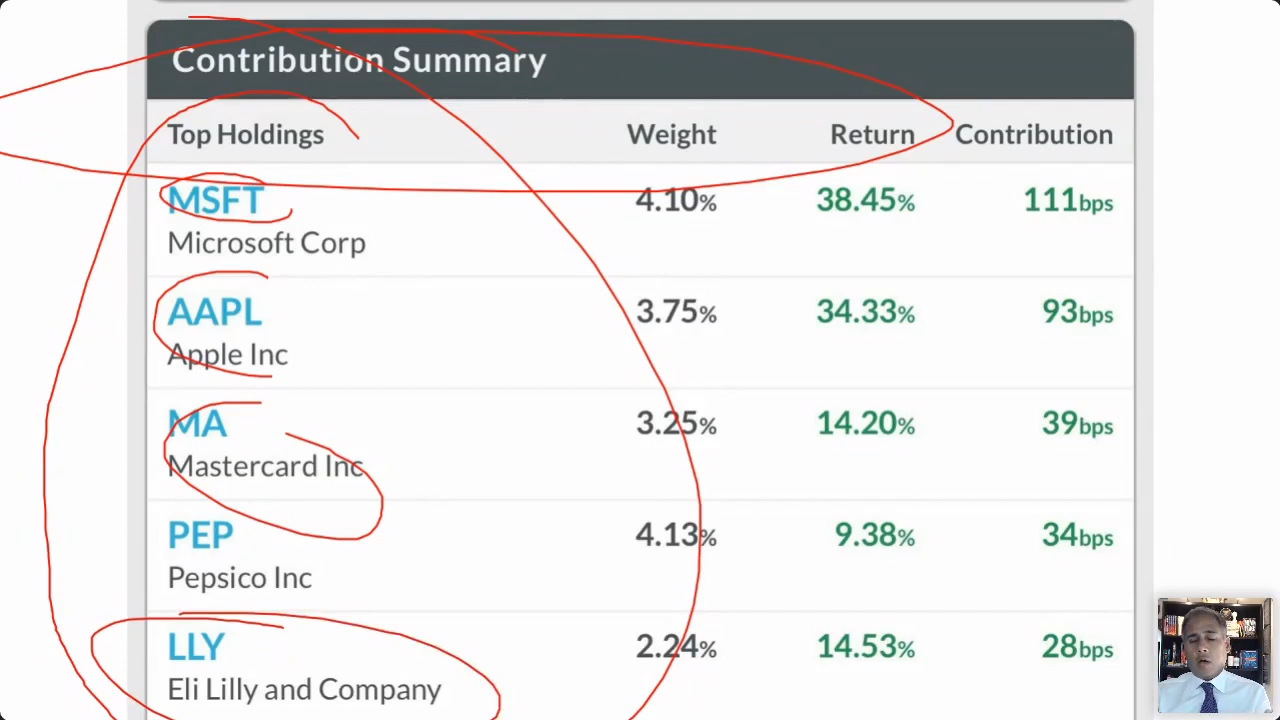 Contribution Summary
Top Holdings Weight Return Contribution
MSFT 4.10% 38.45% 111bps
Microsoft Corp
AAPL 3.75% 34.33% 93bps
Apple Inc
MA 3.25% 14.20% 39bps
Mastercard Inc
PEP 4.13% 9.38% 34bps
Pepsico Inc
LLY 2.24% 14.53% 28bps
Eli Lilly and Company